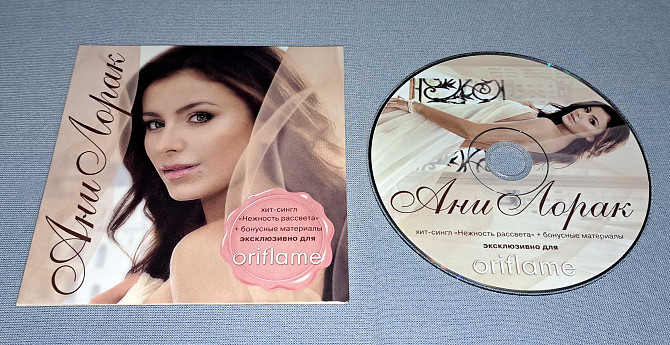 Ани Лорак
хит-сингл
«Нежность рассвета»
+ бонусные материалы
эксклюзивно для
oriflame
Ани Лорак
хит-сингл «Нежность рассвета» + бонусные материалы
эксклюзивно для
oriflame